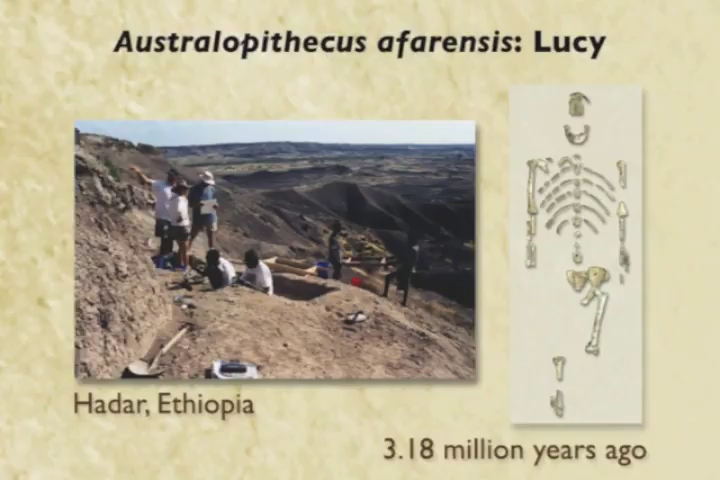 Australopithecus afarensis: Lucy
Hadar, Ethiopia
3.18 million years ago